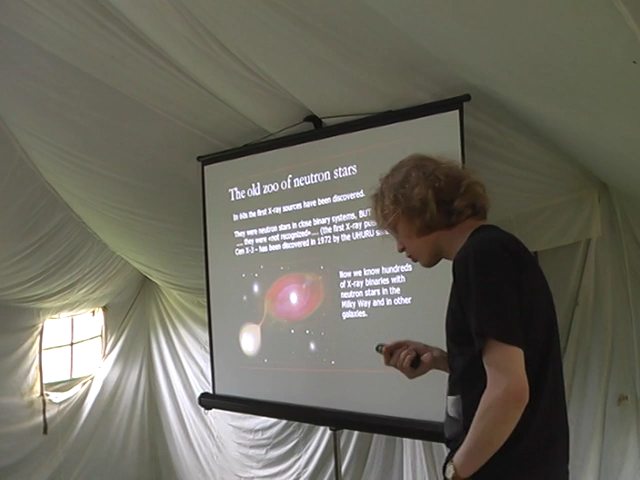 The old zoo of neutron stars
In 60s the first X-ray sources have been discovered.
They were neutron stars in close binary systems, BUT
.... they were «not recognized».... (the first X-ray
Cen X-3 - has been discovered in 1972 by the UHURU
Now we know hundreds
of X-ray binaries with
neutron stars in the
Milky Way and in other
galaxies.